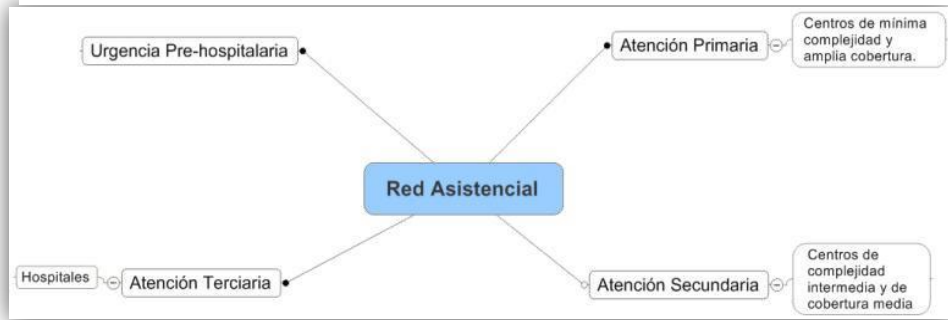 Urgencia Pre-hospitalaria
Atención Primaria
Centros de mínima
complejidad y
amplia cobertura.
Red Asistencial
Hospitales
Atención Terciaria
Atención Secundaria
Centros de
complejidad
intermedia y de
cobertura media